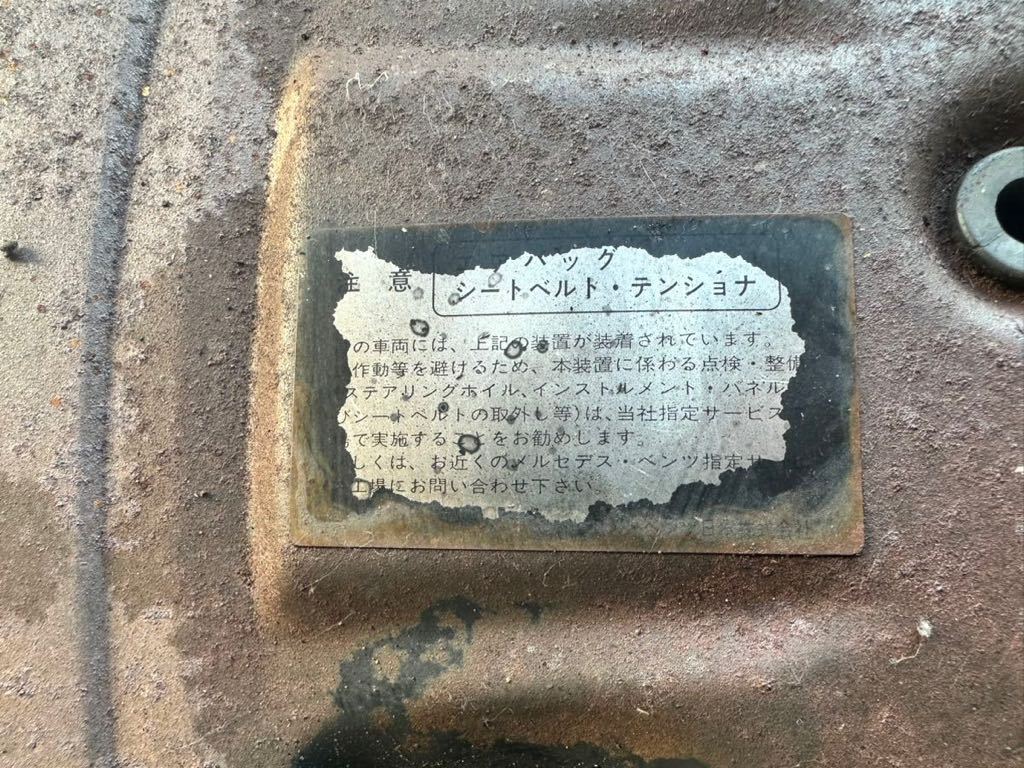 注意
エアバッグ
シートベルト・テンショナ
の車両には、上記の装置が装着されています。
作動等を避けるため、本装置に係わる点検・整備
ステアリングホイル、インストルメント・パネル
びシートベルトの取外し等)は、当社指定サービス
で実施することをお勧めします。
しくは、お近くのメルセデス・ベンツ指定サ
工場にお問い合わせ下さい。